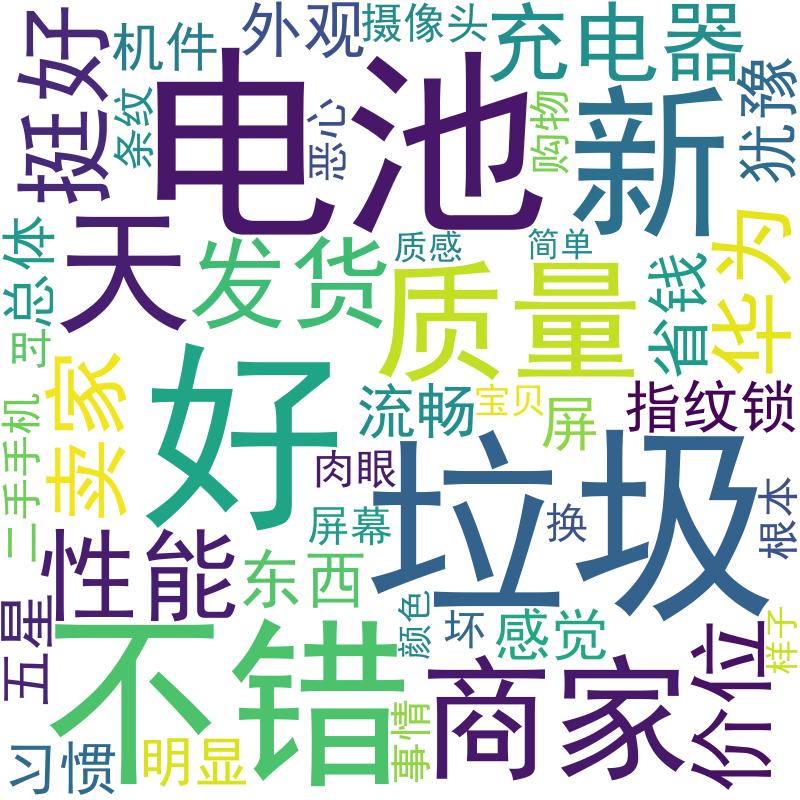 挺好
机件
外观
摄像头
充电器
条纹
电池
恶心
购物
新
犹豫
总体
天
发货
质感
简单
质量
省钱
华为
卖家
好
流畅
宝贝
屏
指纹锁
二手手机
肉眼
垃圾
根本
性能
东西
屏幕
换
五星
不错
颜色
坏
感觉
样子
商家
价位
习惯
明显
事情